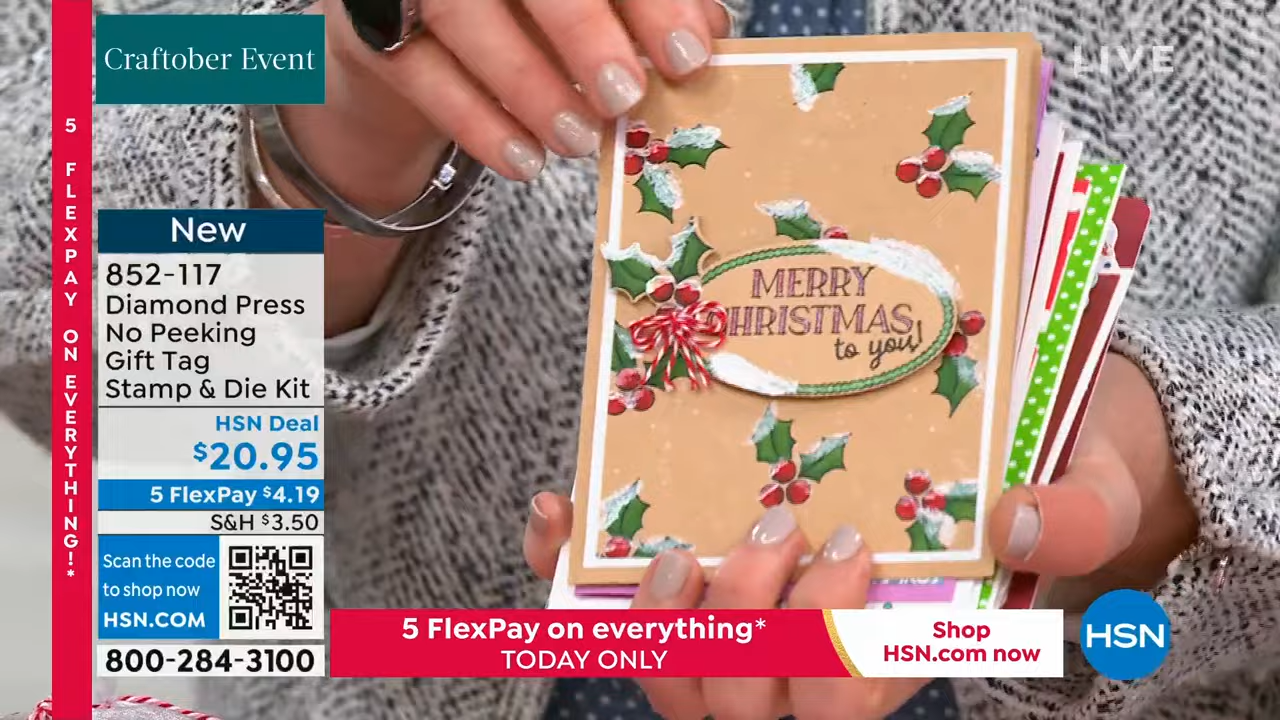 Craftober Event
LIVE
5 FLEXPAY ON EVERYTHING!*
New
852-117
Diamond Press
No Peeking
Gift Tag
Stamp & Die Kit
HSN Deal
$20.95
5 FlexPay $4.19
S&H $3.50
Scan the code
to shop now
HSN.COM
800-284-3100
MERRY
CHRISTMAS
to you!
5 FlexPay on everything*
TODAY ONLY
Shop
HSN.com now
HSN